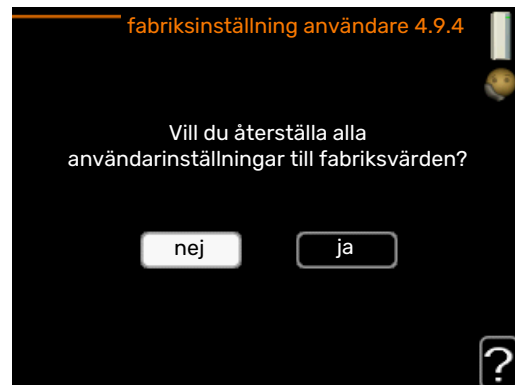 fabriksinställning användare 4.9.4
Vill du återställa alla
användarinställningar till fabriksvärden?
nej
ja
?